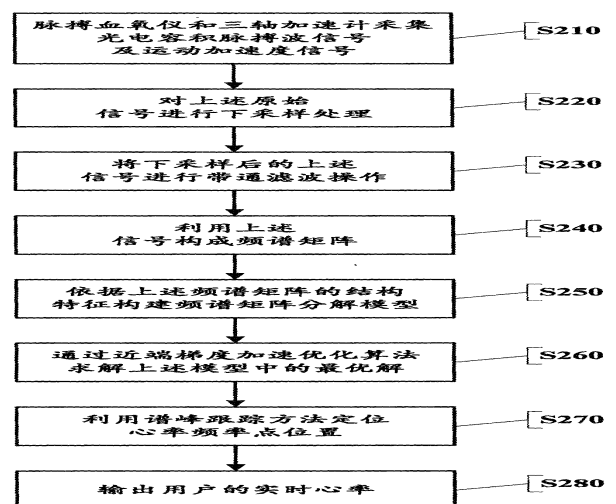 脉搏血氧仪和三轴加速计采集
光电容积脉搏波信号
及运动加速度信号
S210
对上述原始
信号进行下采样处理
S220
将下采样后的上述
信号进行带通滤波操作
S230
利用上述
信号构成频谱矩阵
S240
依据上述频谱矩阵的结构
特征构建频谱矩阵分解模型
S250
通过近端梯度加速优化算法
求解上述模型中的最优解
S260
利用谱峰跟踪方法定位
心率频率点位置
S270
输出用户的实时心率
S280